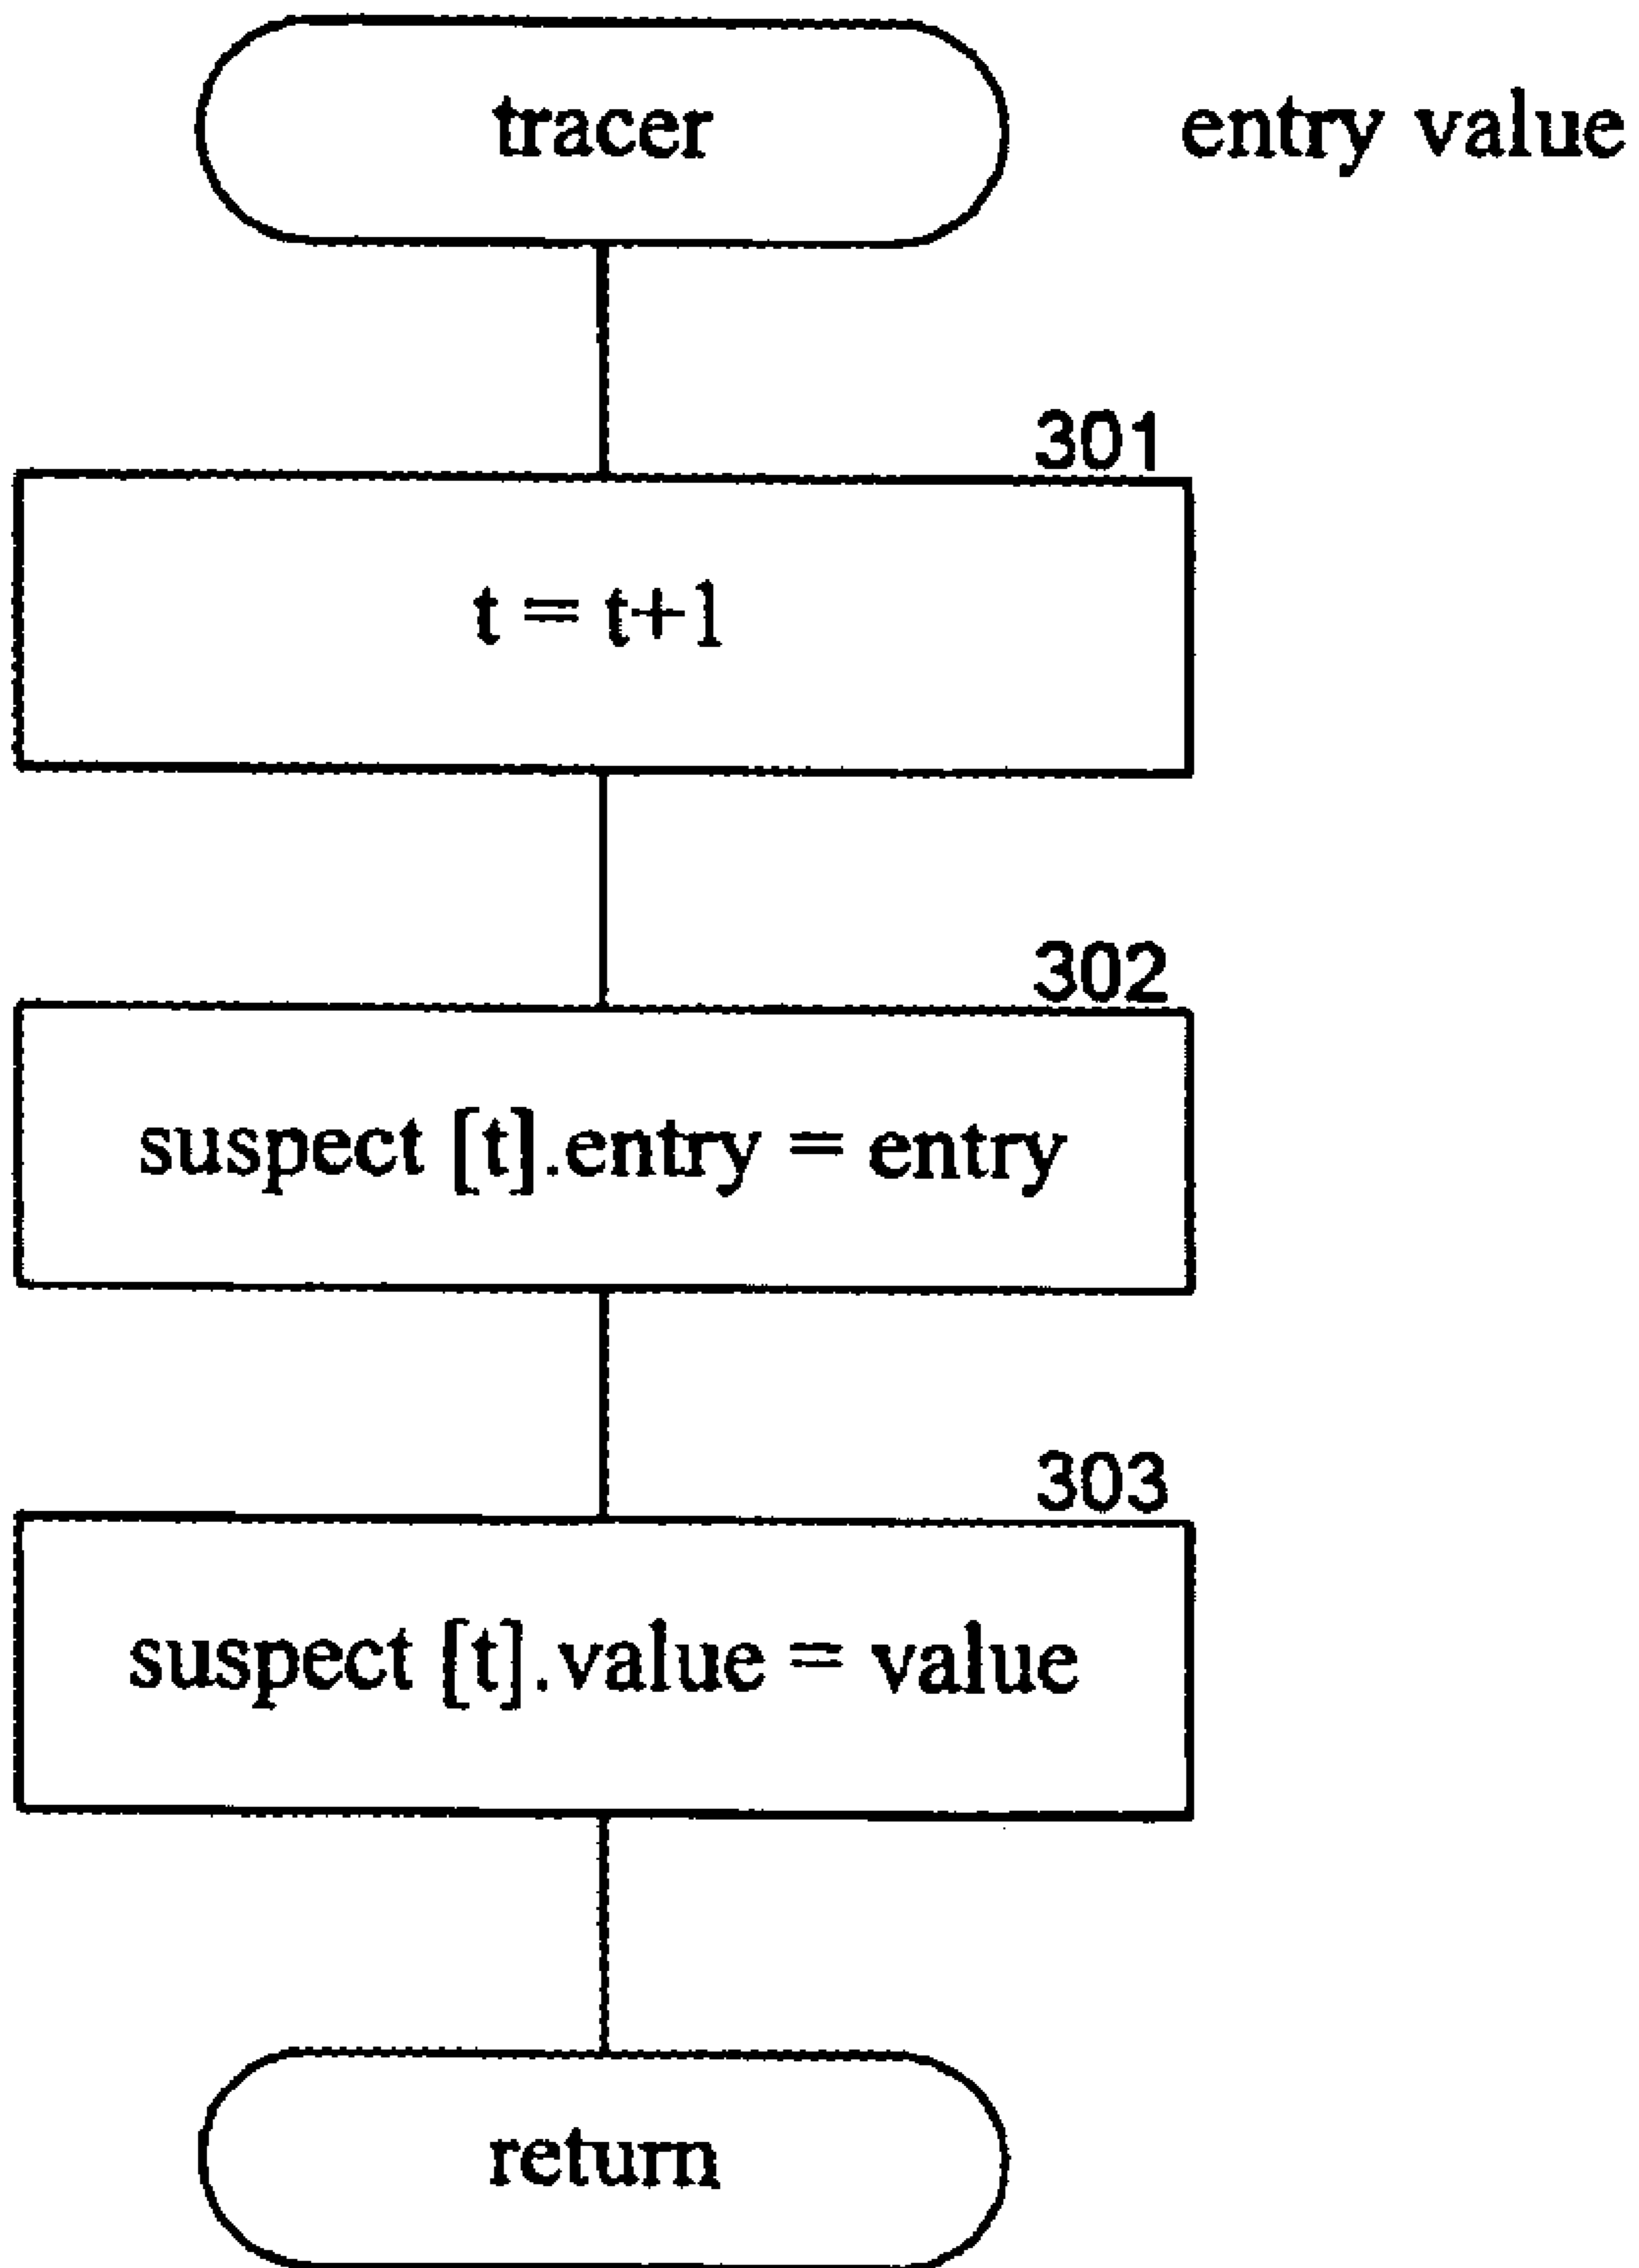 tracer entry value
301
t = t+1
302
suspect [t].entry = entry
303
suspect [t].value = value
return